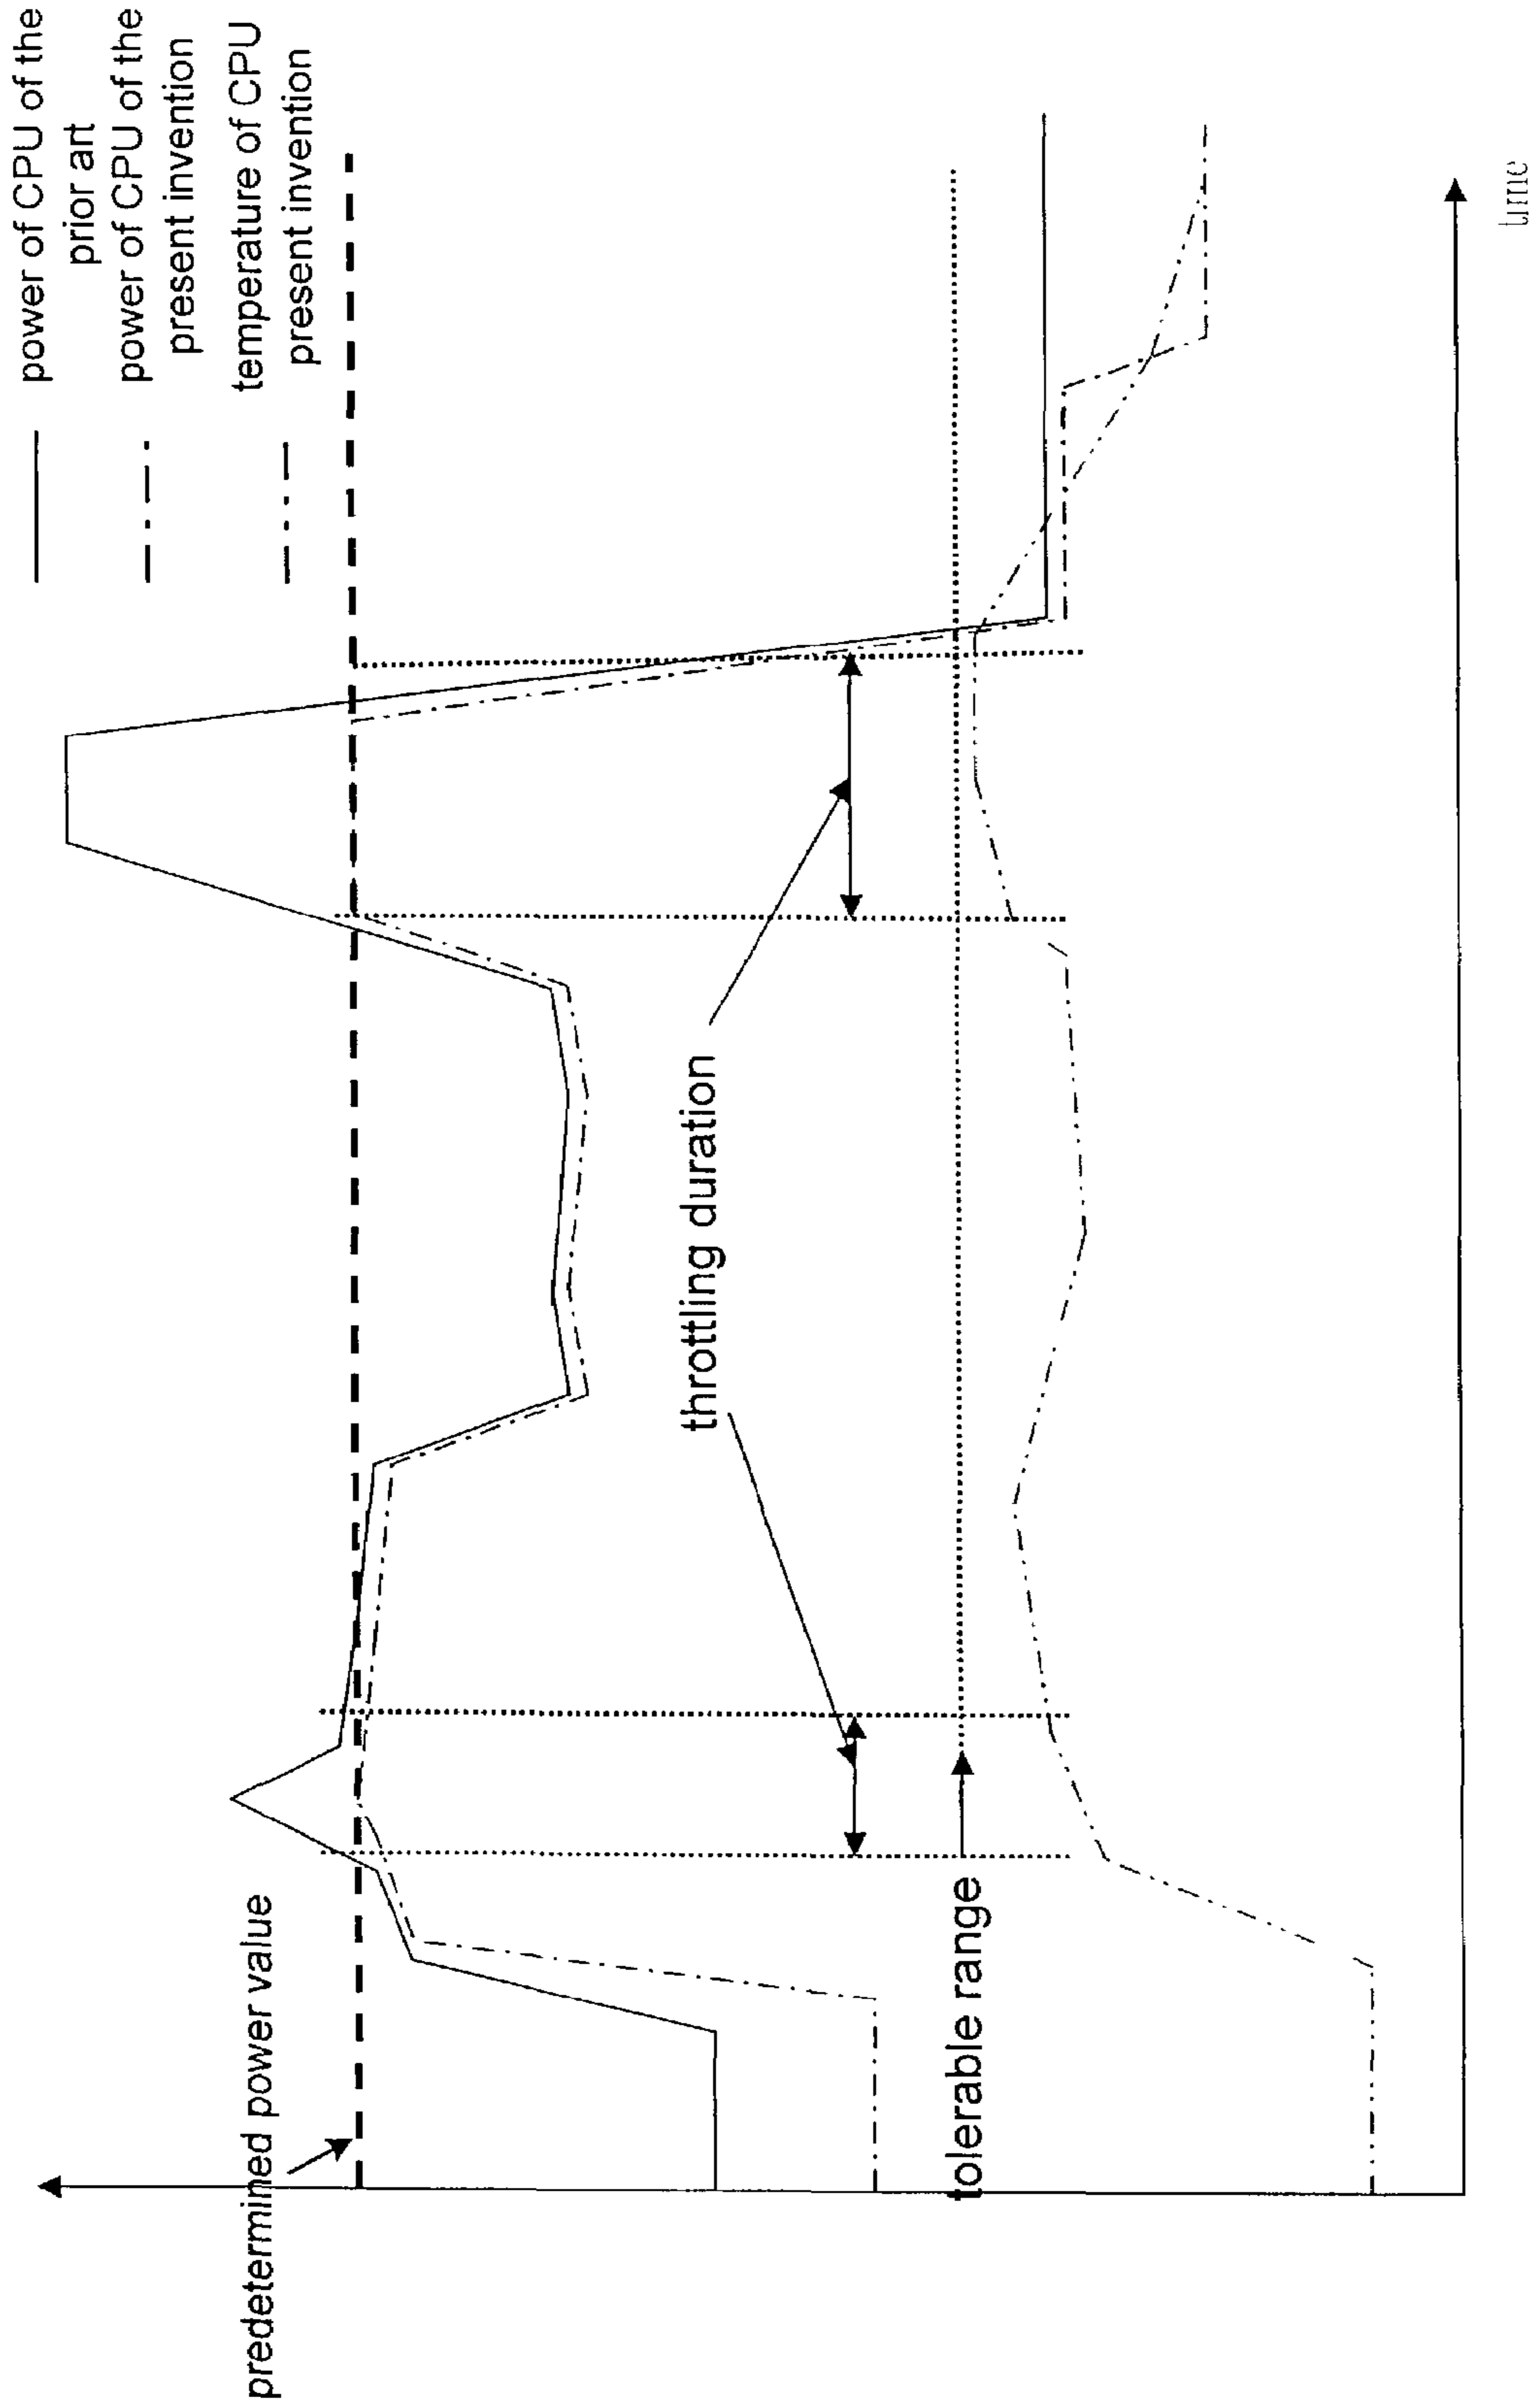 power of CPU of the
prior art
power of CPU of the
present invention
temperature of CPU
present invention
predetermined power value
throttling duration
tolerable range
time